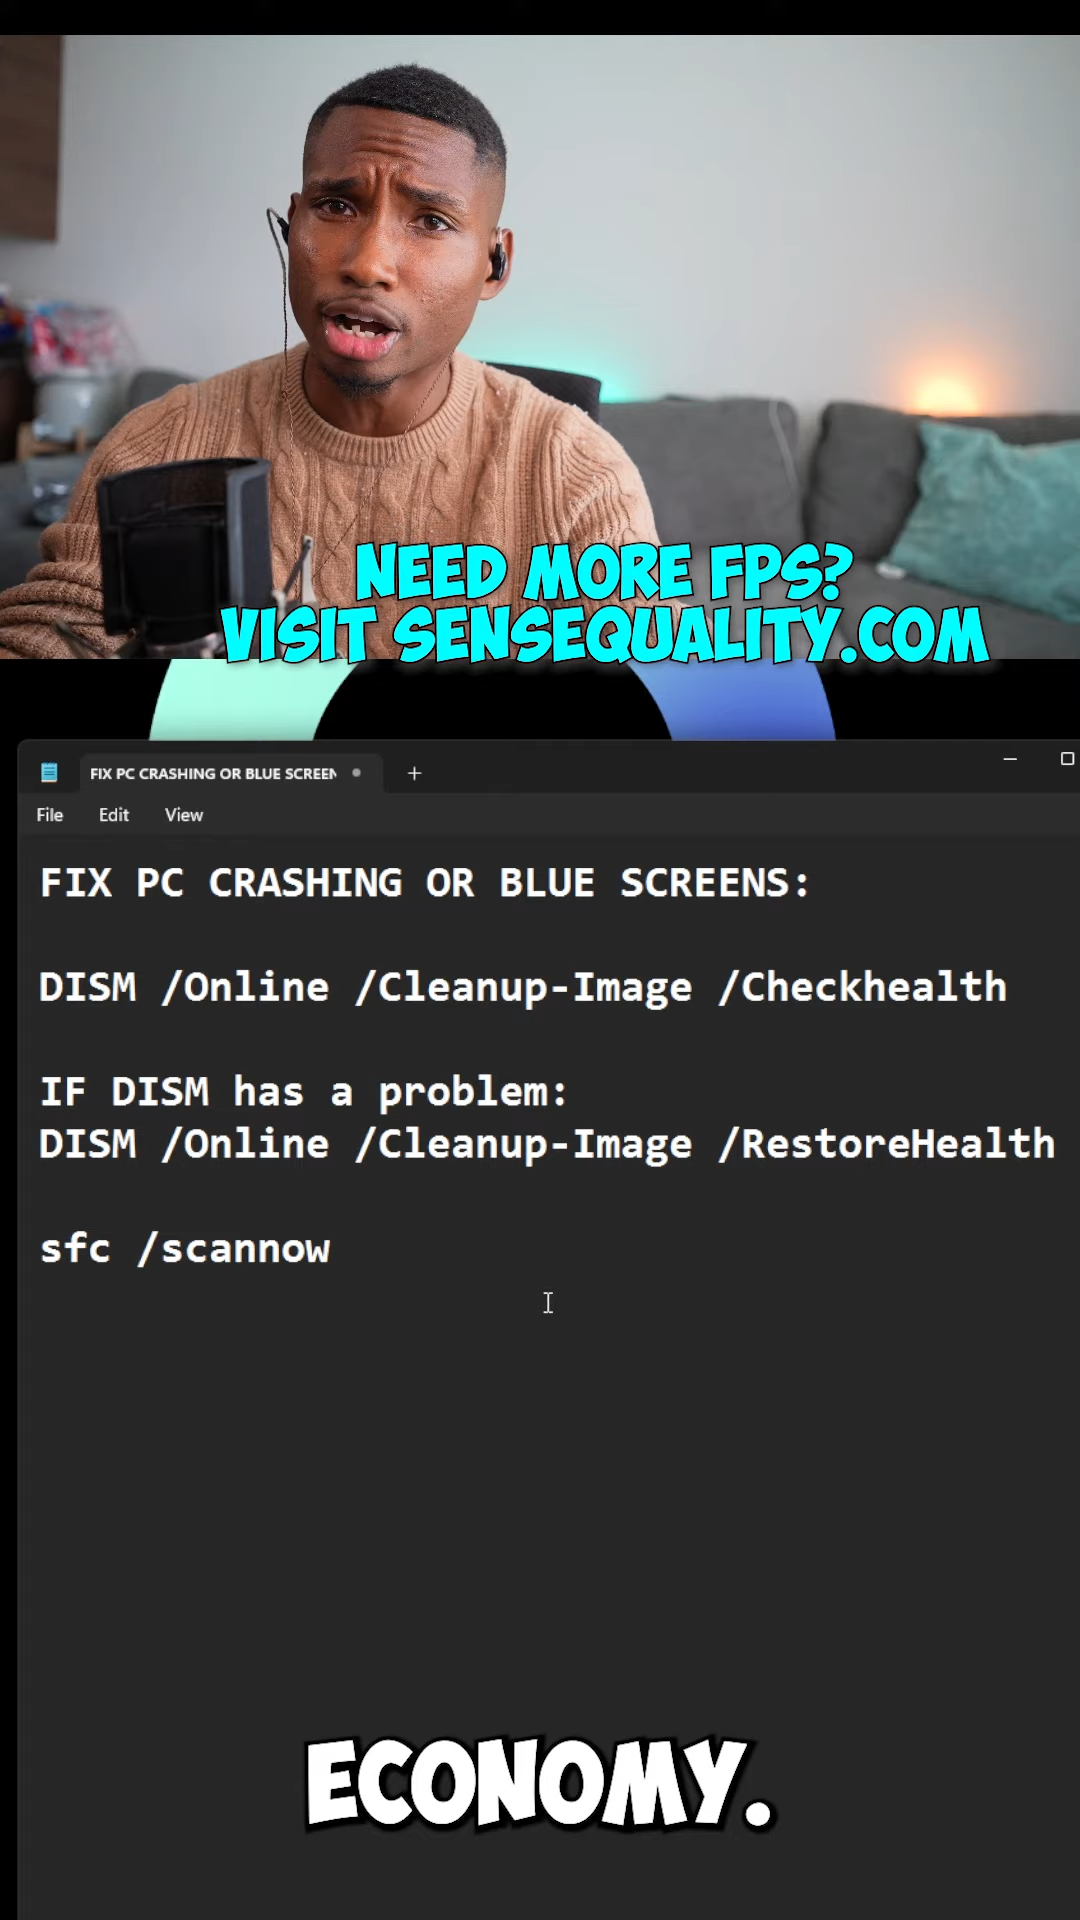 NEED MORE FPS?
VISIT SENSEQUALITY.COM
FIX PC CRASHING OR BLUE SCREEN
File Edit View
FIX PC CRASHING OR BLUE SCREENS:
DISM /Online /Cleanup-Image /Checkhealth
IF DISM has a problem:
DISM /Online /Cleanup-Image /RestoreHealth
sfc /scannow
ECONOMY.